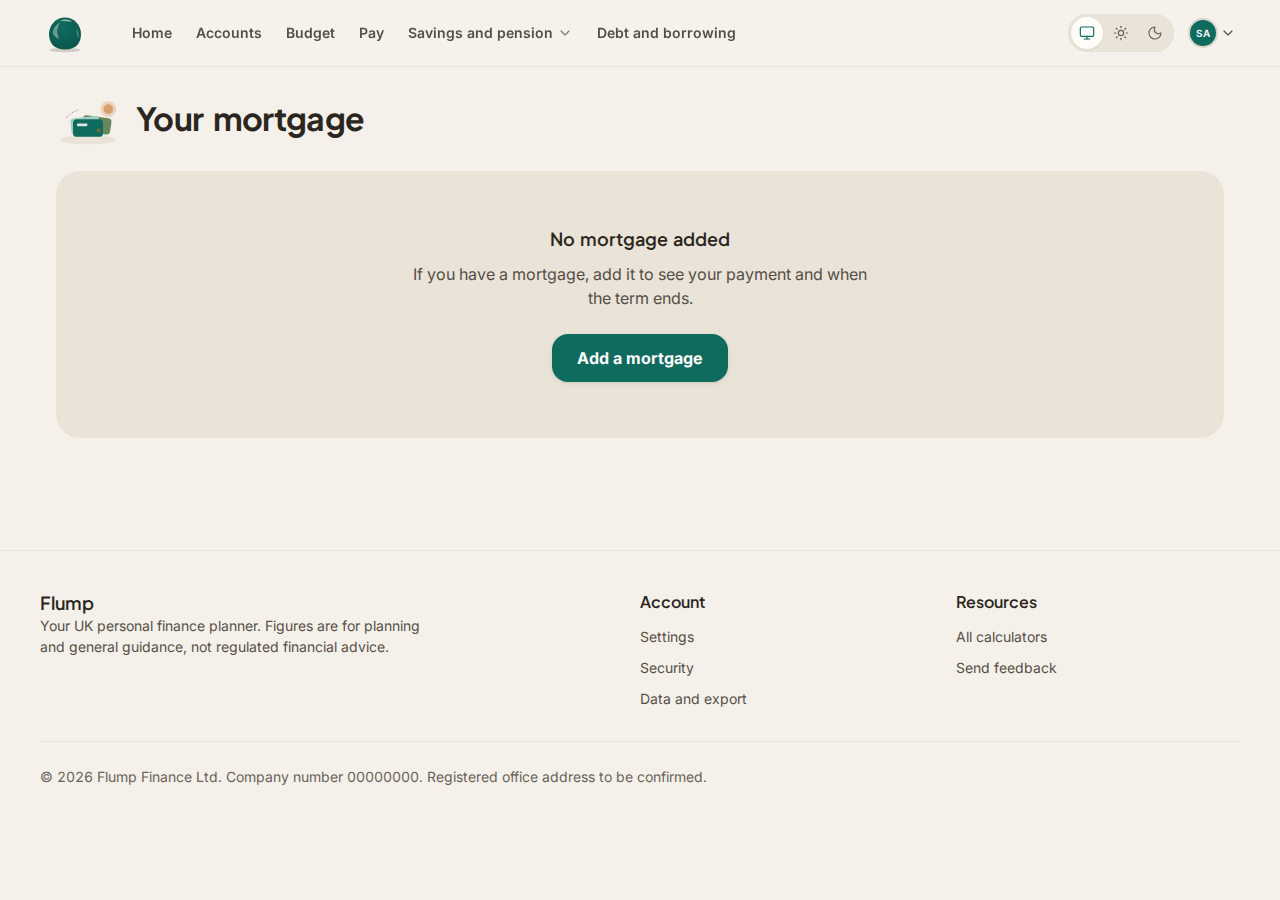 Home Accounts Budget Pay Savings and pension Debt and borrowing SA
Your mortgage
No mortgage added
If you have a mortgage, add it to see your payment and when
the term ends.
Add a mortgage
Flump
Your UK personal finance planner. Figures are for planning
and general guidance, not regulated financial advice.
Account
Settings
Security
Data and export
Resources
All calculators
Send feedback
© 2026 Flump Finance Ltd. Company number 00000000. Registered office address to be confirmed.